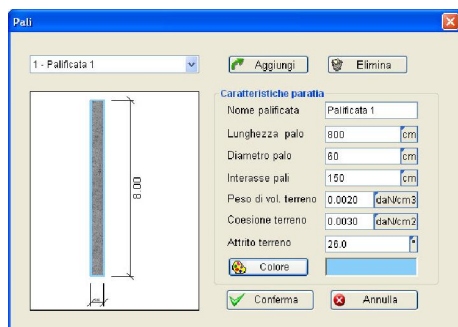 Pali
1 - Palificata 1
Aggiungi
Elimina
Caratteristiche paratia
Nome palificata Palificata 1
Lunghezza palo 800 cm
Diametro palo 60 cm
Interasse pali 150 cm
Peso di vol. terreno 0.0020 daN/cm3
Coesione terreno 0.0030 daN/cm2
Attrito terreno 26.0 °
Colore
Conferma
Annulla
8.00